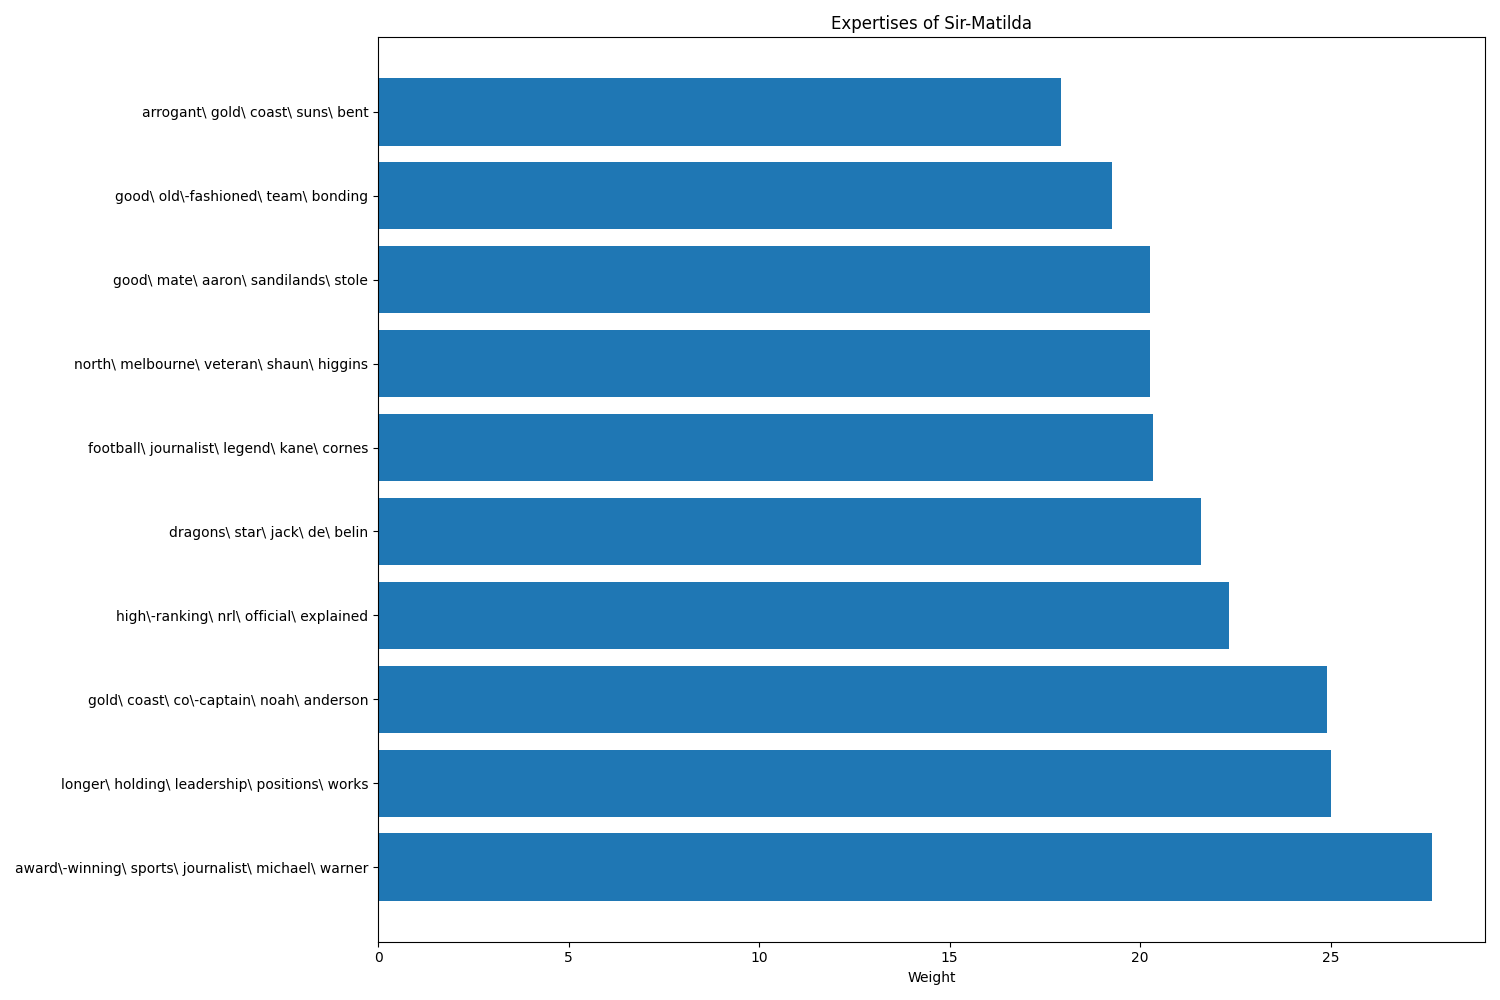 Expertises of Sir-Matilda
arrogant\ gold\ coast\ suns\ bent
good\ old\-fashioned\ team\ bonding
good\ mate\ aaron\ sandilands\ stole
north\ melbourne\ veteran\ shaun\ higgins
football\ journalist\ legend\ kane\ cornes
dragons\ star\ jack\ de\ belin
high\-ranking\ nrl\ official\ explained
gold\ coast\ co\-captain\ noah\ anderson
longer\ holding\ leadership\ positions\ works
award\-winning\ sports\ journalist\ michael\ warner
0 5 10 15 20 25
Weight